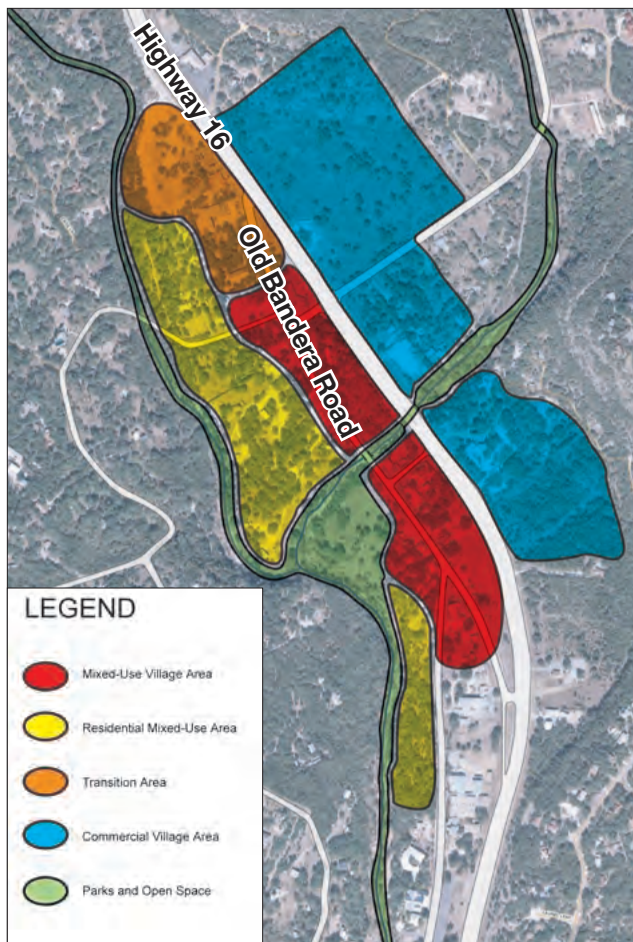 Highway 16
Old Bandera Road
LEGEND
Mixed-Use Village Area
Residential Mixed-Use Area
Transition Area
Commercial Village Area
Parks and Open Space